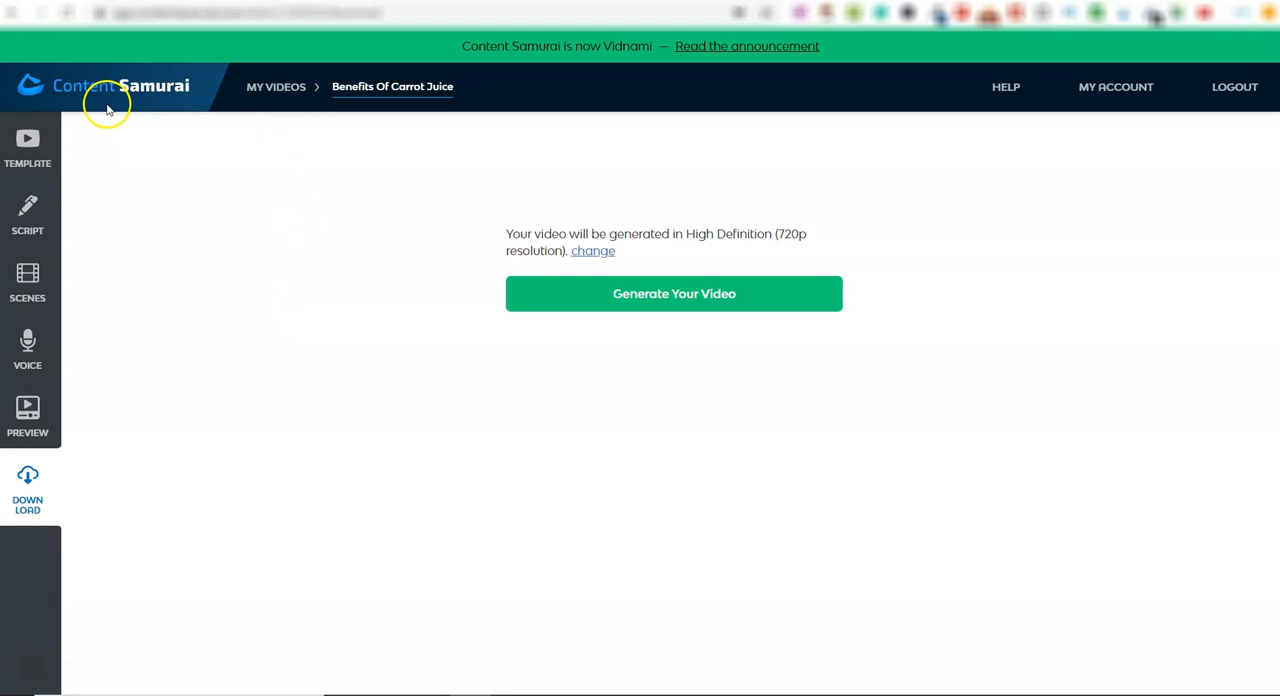 Content Samurai is now Vidnami — Read the announcement
Content Samurai
MY VIDEOS > Benefits Of Carrot Juice
HELP
MY ACCOUNT
LOGOUT
TEMPLATE
SCRIPT
SCENES
VOICE
PREVIEW
DOWN
LOAD
Your video will be generated in High Definition (720p
resolution). change
Generate Your Video